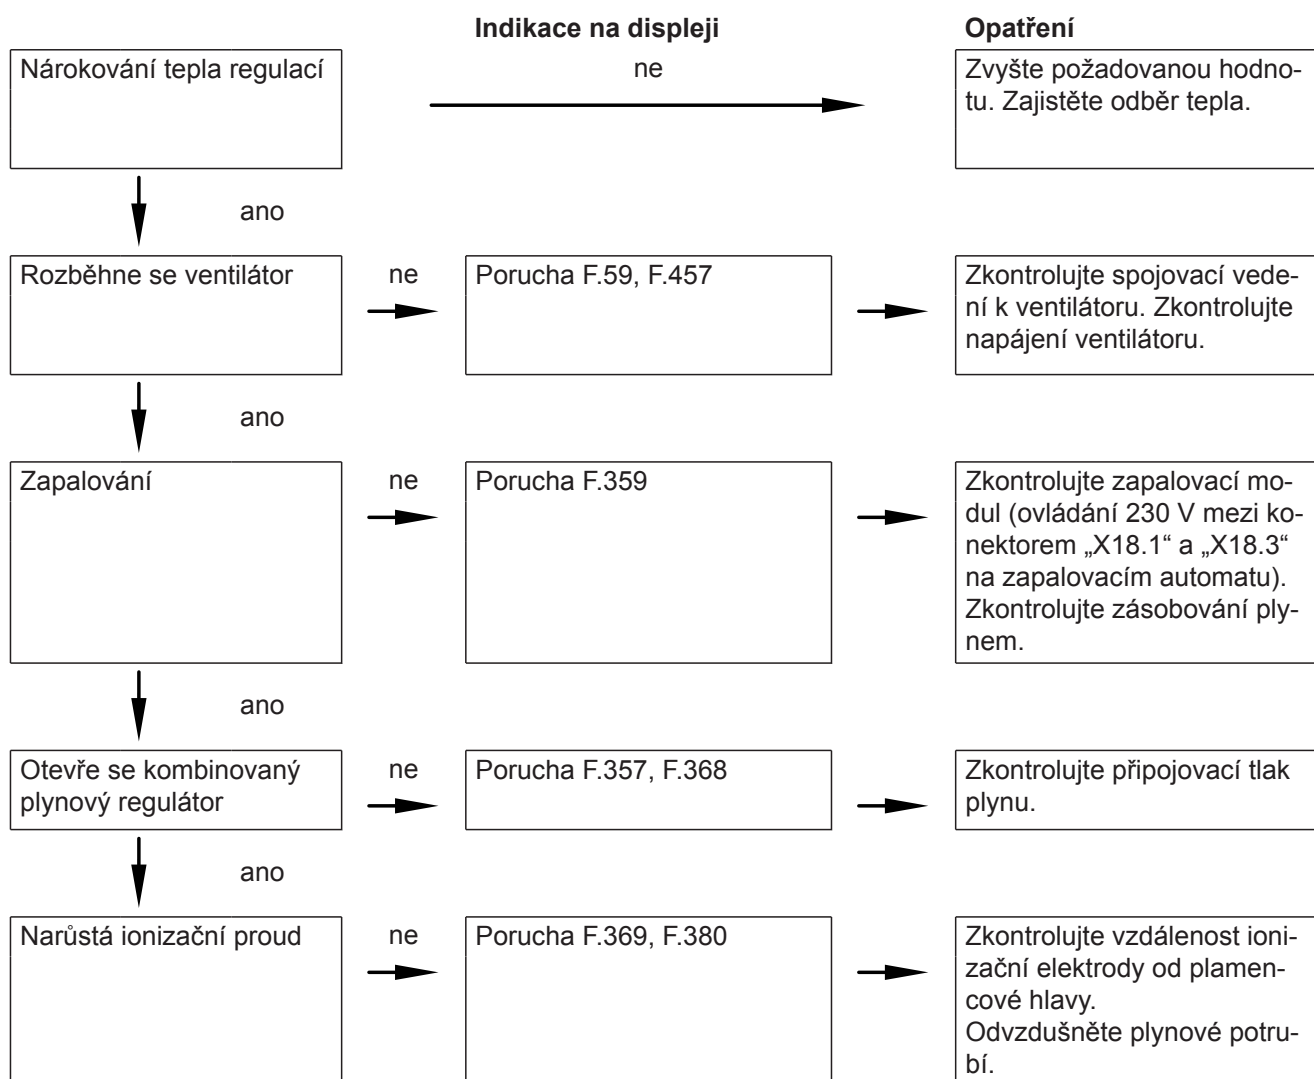 Indikace na displeji
Opatření
Nárokování tepla regulací
ne
Zvyšte požadovanou hodno-
tu. Zajistěte odběr tepla.
ano
Rozběhne se ventilátor
ne
Porucha F.59, F.457
Zkontrolujte spojovací vede-
ní k ventilátoru. Zkontrolujte
napájení ventilátoru.
ano
Zapalování
ne
Porucha F.359
Zkontrolujte zapalovací mo-
dul (ovládání 230 V mezi ko-
nektorem „X18.1“ a „X18.3“
na zapalovacím automatu).
Zkontrolujte zásobování ply-
nem.
ano
Otevře se kombinovaný
plynový regulátor
ne
Porucha F.357, F.368
Zkontrolujte připojovací tlak
plynu.
ano
Narůstá ionizační proud
ne
Porucha F.369, F.380
Zkontrolujte vzdálenost ioni-
zační elektrody od plamen-
cové hlavy.
Odvzdušněte plynové potru-
bí.